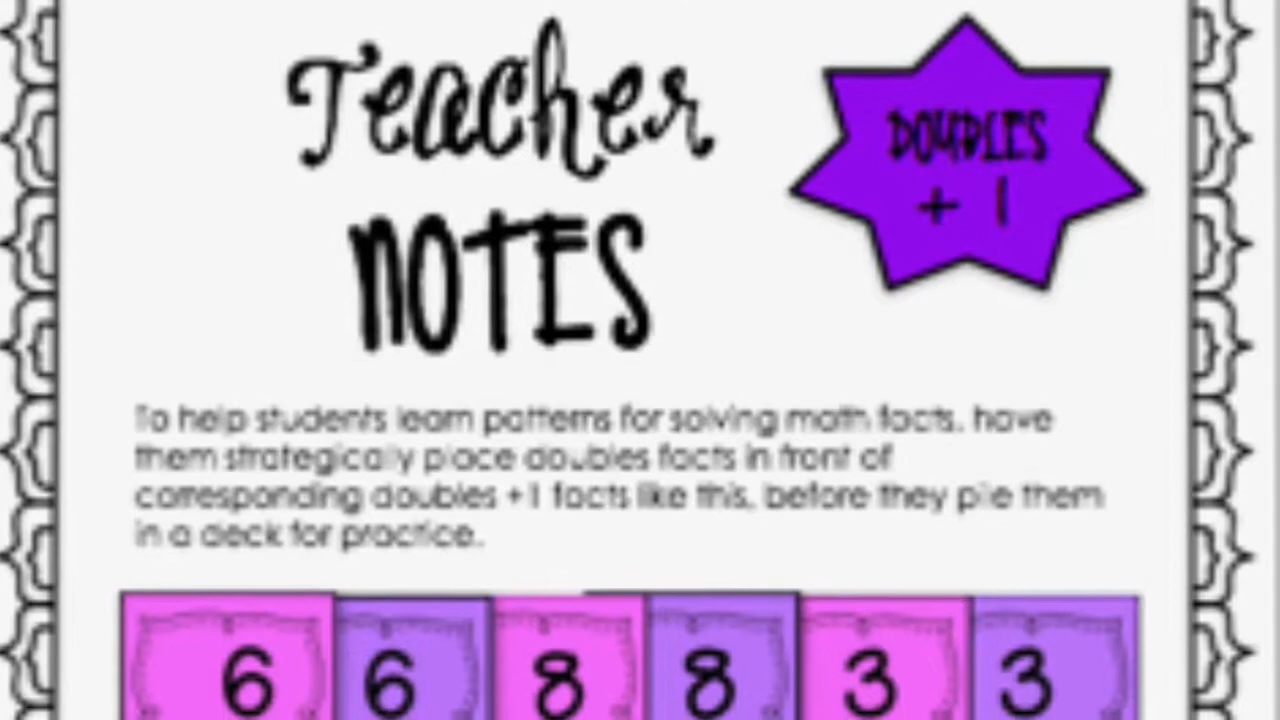 Teacher
NOTES
DOUBLES
+ 1
To help students learn patterns for solving math facts, have
them strategically place doubles facts in front of
corresponding doubles +1 facts like this, before they pile them
in a deck for practice.
6 6 8 8 3 3